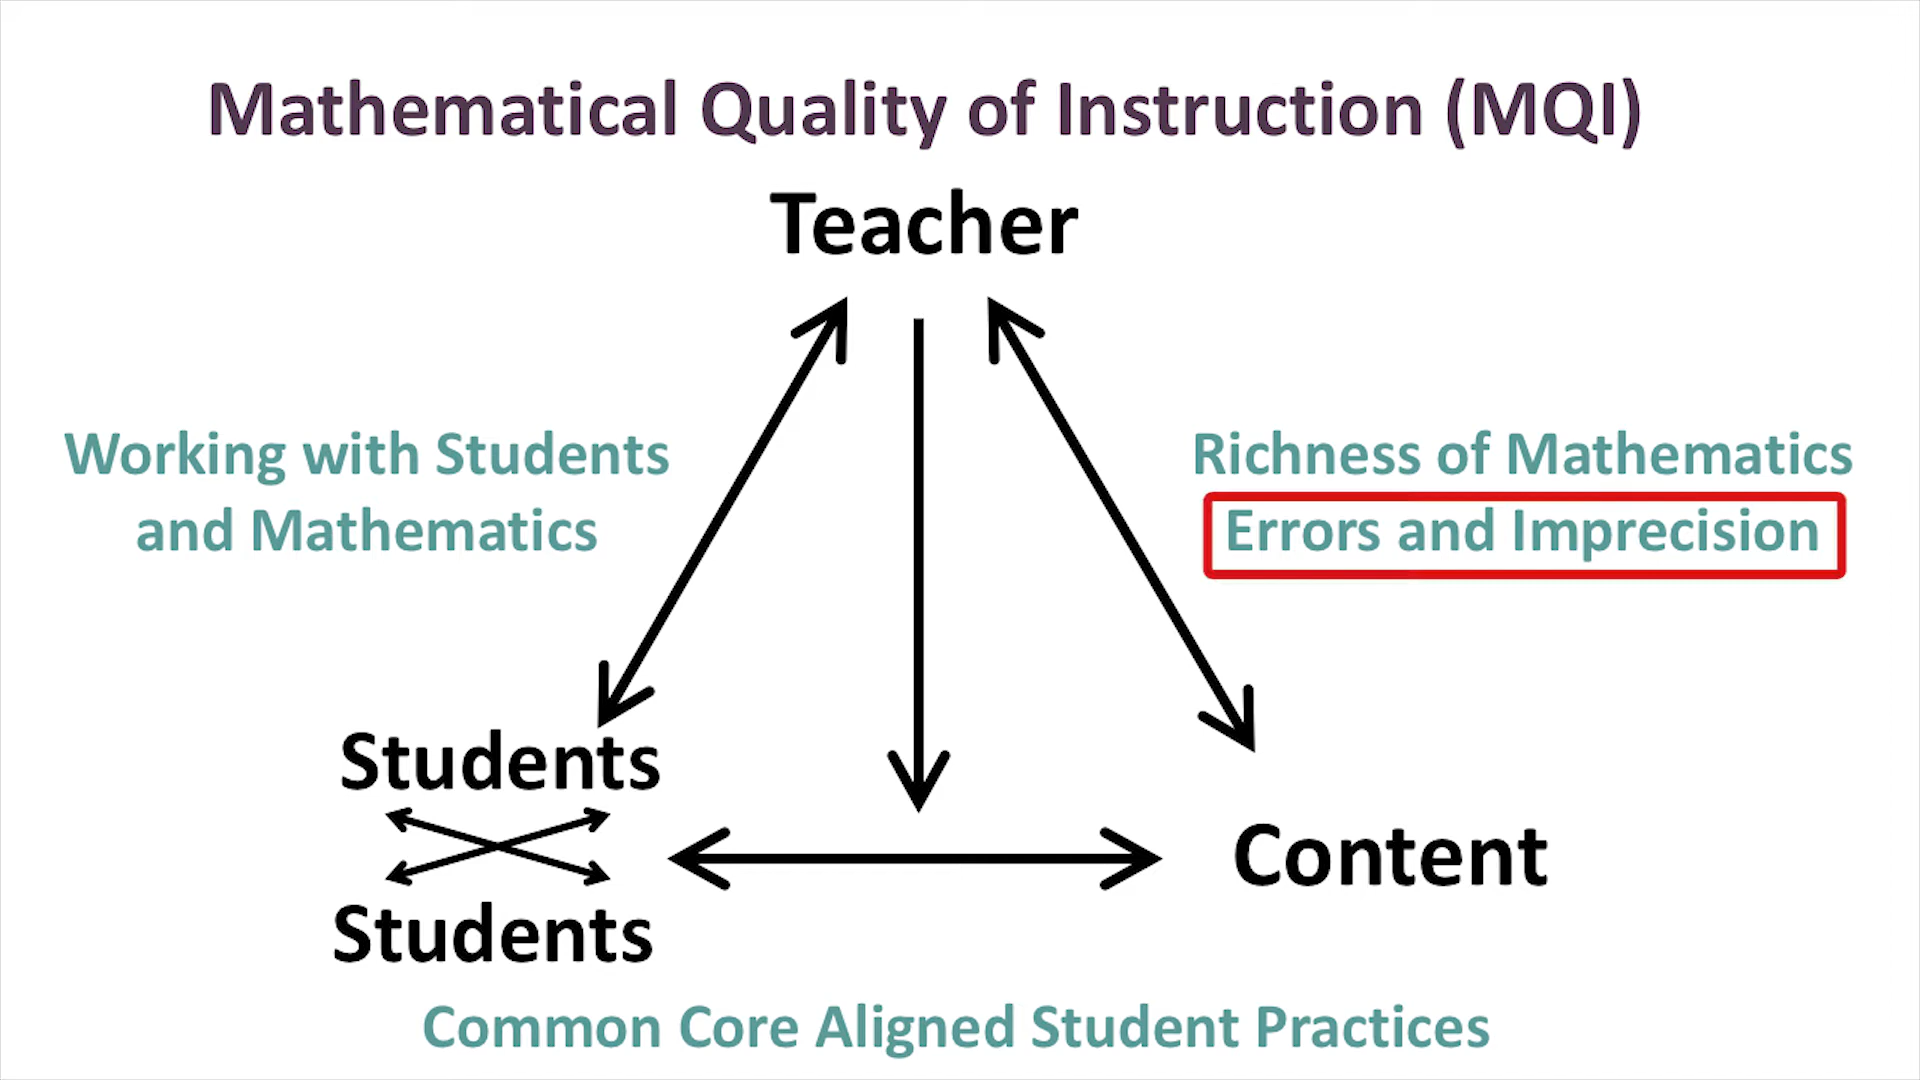 Mathematical Quality of Instruction (MQI)
Teacher
Working with Students
and Mathematics
Richness of Mathematics
Errors and Imprecision
Students
Students
Content
Common Core Aligned Student Practices